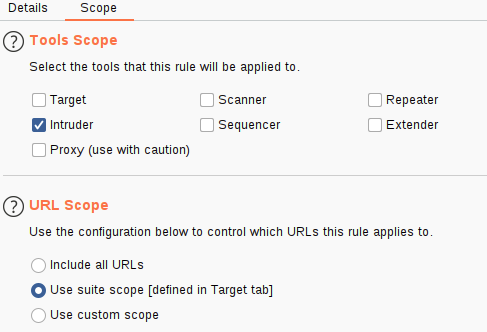 Details Scope
? Tools Scope
Select the tools that this rule will be applied to.
Target Scanner Repeater
Intruder Sequencer Extender
Proxy (use with caution)
? URL Scope
Use the configuration below to control which URLs this rule applies to.
Include all URLs
Use suite scope [defined in Target tab]
Use custom scope